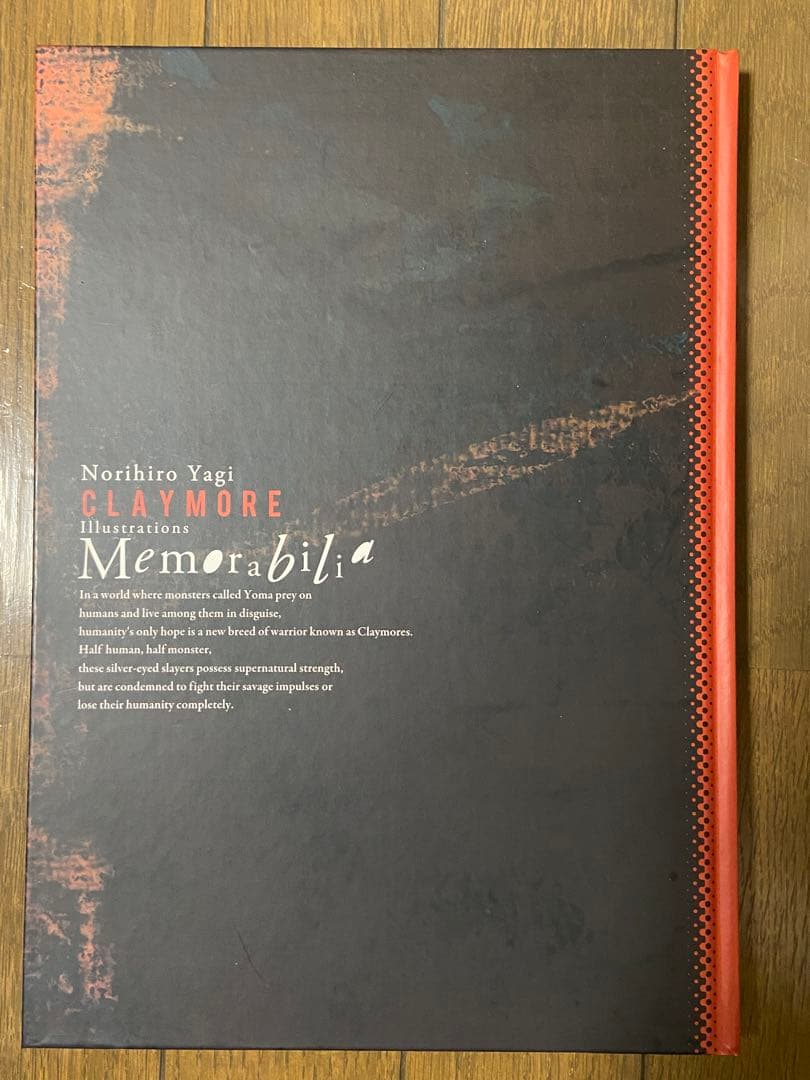 Norihiro Yagi
CLAYMORE
Illustrations
Memorabilia
In a world where monsters called Yoma prey on
humans and live among them in disguise,
humanity's only hope is a new breed of warrior known as Claymores.
Half human, half monster,
these silver-eyed slayers possess supernatural strength,
but are condemned to fight their savage impulses or
lose their humanity completely.